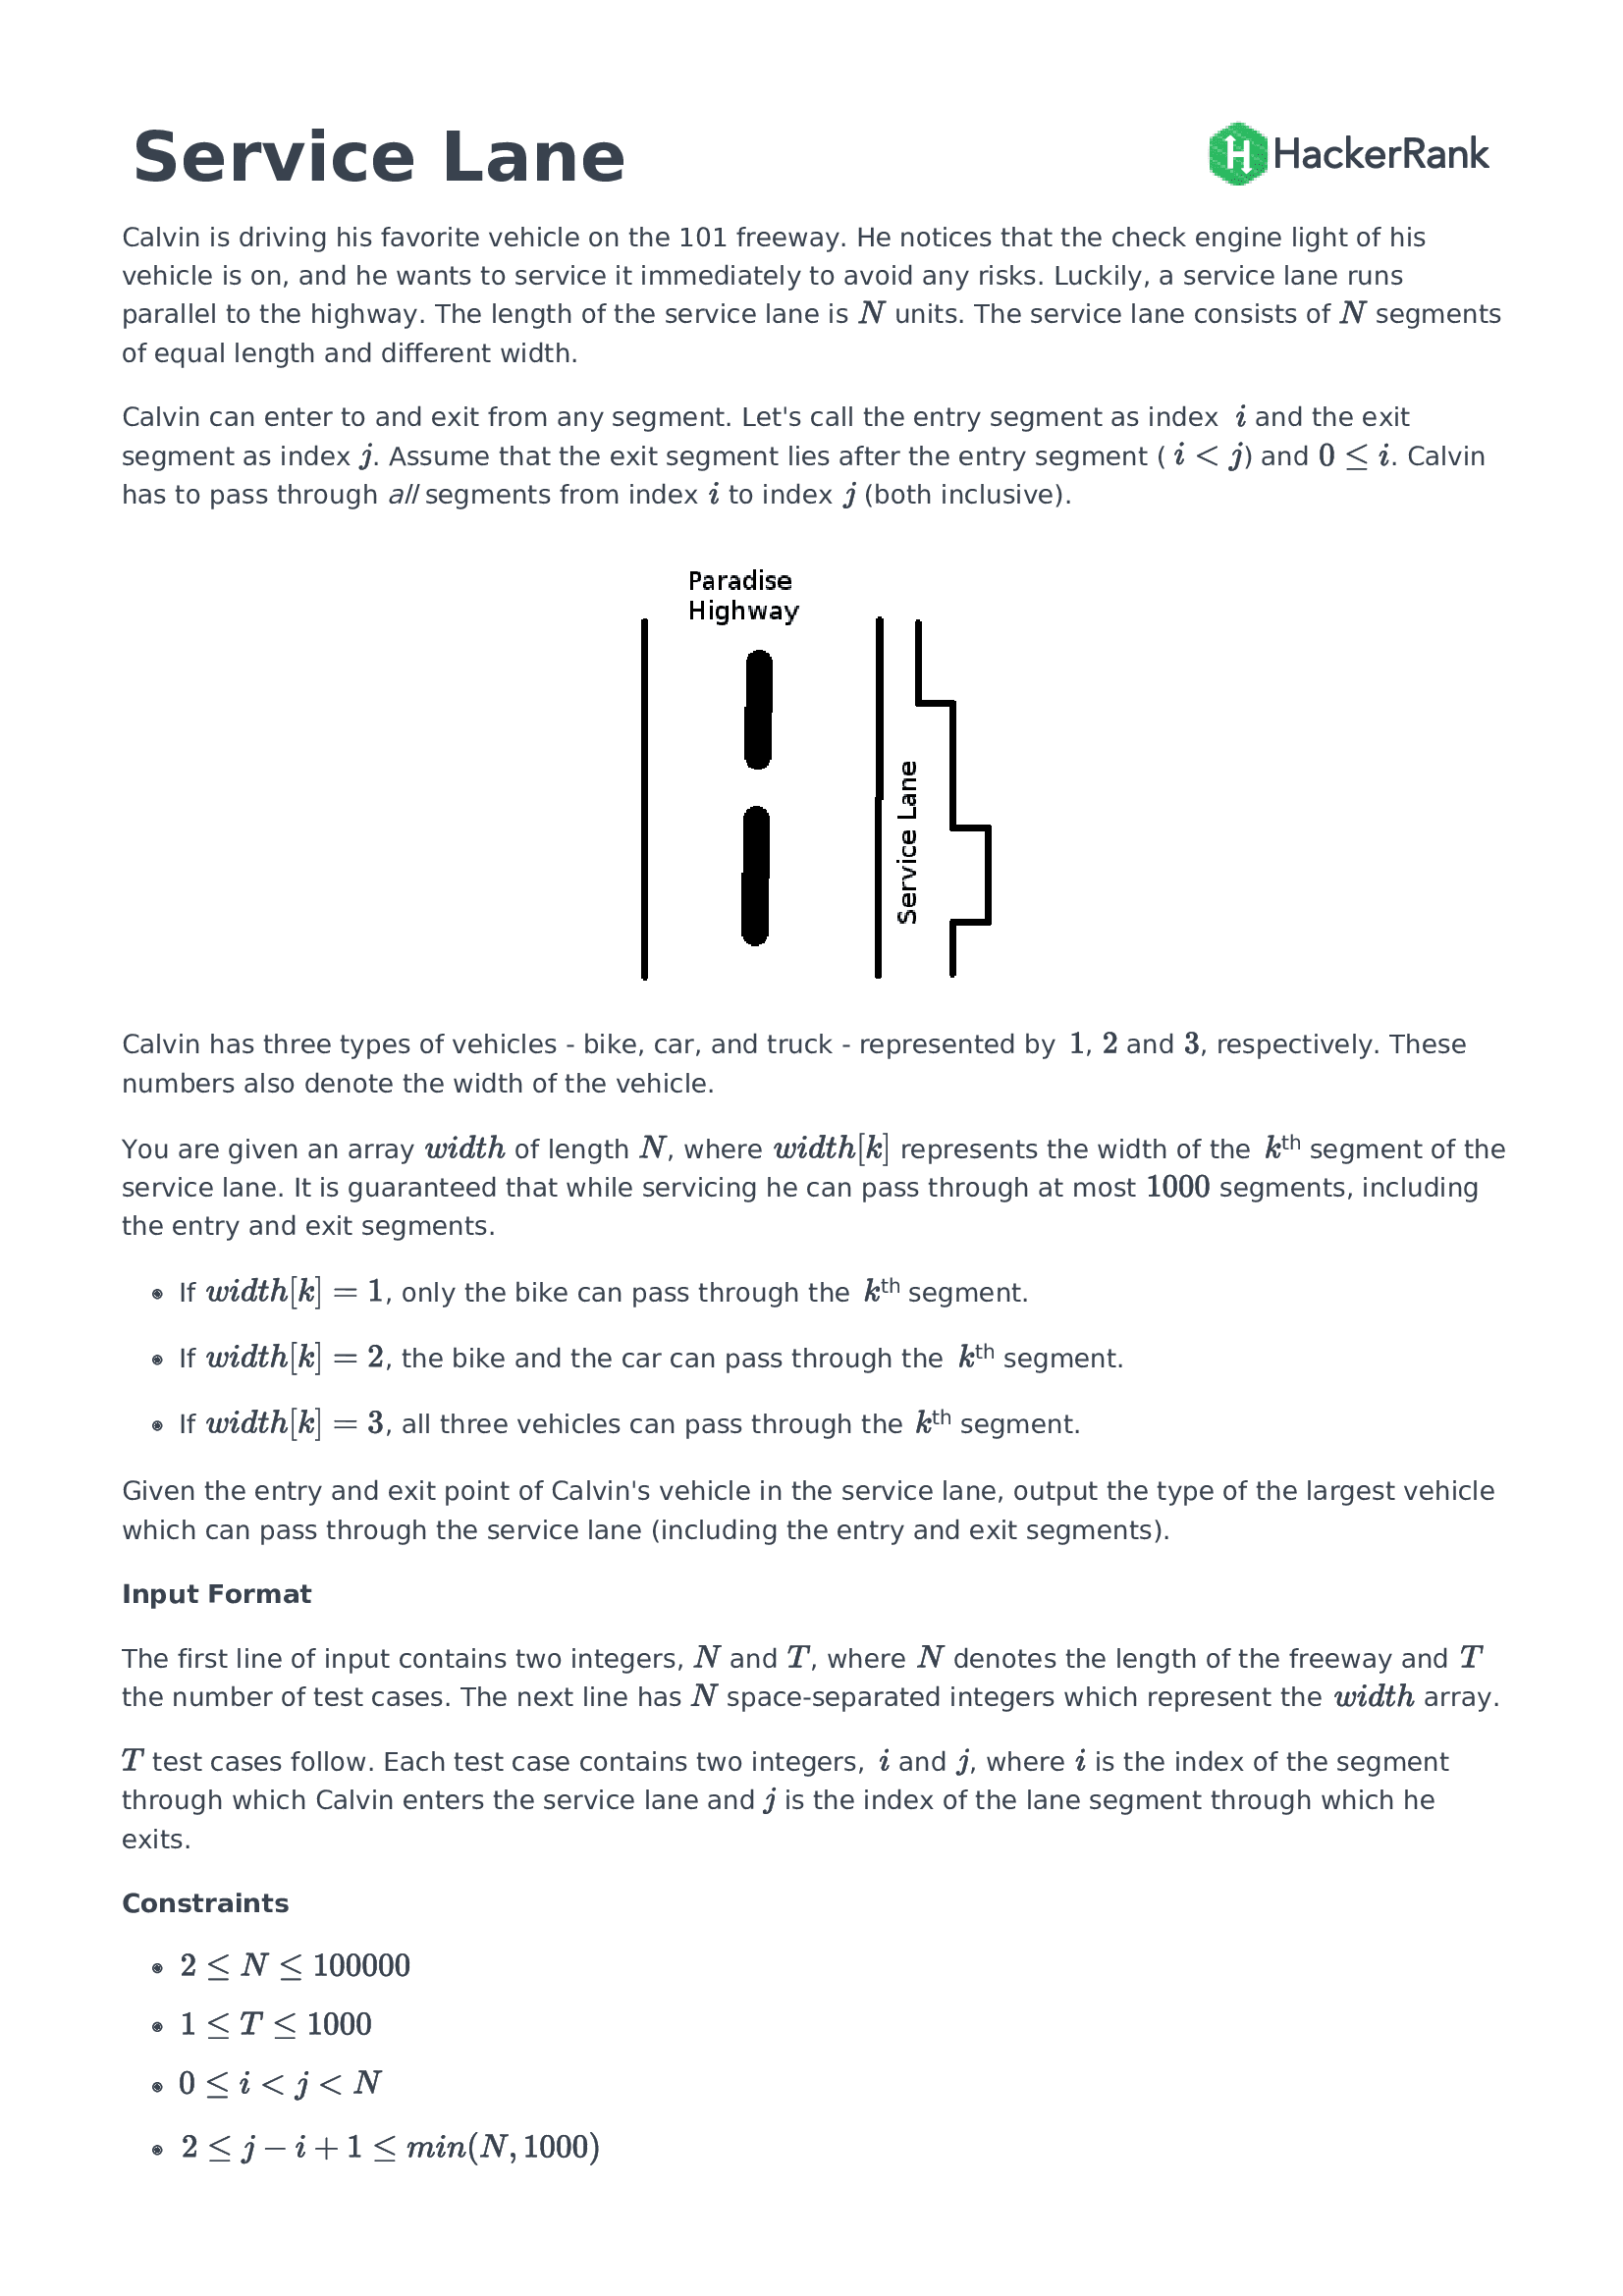 Service Lane
HackerRank
Calvin is driving his favorite vehicle on the 101 freeway. He notices that the check engine light of his
vehicle is on, and he wants to service it immediately to avoid any risks. Luckily, a service lane runs
parallel to the highway. The length of the service lane is N units. The service lane consists of N segments
of equal length and different width.
Calvin can enter to and exit from any segment. Let's call the entry segment as index i and the exit
segment as index j. Assume that the exit segment lies after the entry segment ( i < j) and 0 ≤ i. Calvin
has to pass through all segments from index i to index j (both inclusive).
Paradise
Highway
Service Lane
Calvin has three types of vehicles - bike, car, and truck - represented by 1, 2 and 3, respectively. These
numbers also denote the width of the vehicle.
You are given an array width of length N, where width[k] represents the width of the kth segment of the
service lane. It is guaranteed that while servicing he can pass through at most 1000 segments, including
the entry and exit segments.
• If width[k] = 1, only the bike can pass through the kth segment.
• If width[k] = 2, the bike and the car can pass through the kth segment.
• If width[k] = 3, all three vehicles can pass through the kth segment.
Given the entry and exit point of Calvin's vehicle in the service lane, output the type of the largest vehicle
which can pass through the service lane (including the entry and exit segments).
Input Format
The first line of input contains two integers, N and T, where N denotes the length of the freeway and T
the number of test cases. The next line has N space-separated integers which represent the width array.
T test cases follow. Each test case contains two integers, i and j, where i is the index of the segment
through which Calvin enters the service lane and j is the index of the lane segment through which he
exits.
Constraints
• 2 ≤ N ≤ 100000
• 1 ≤ T ≤ 1000
• 0 ≤ i < j < N
• 2 ≤ j − i + 1 ≤ min(N, 1000)